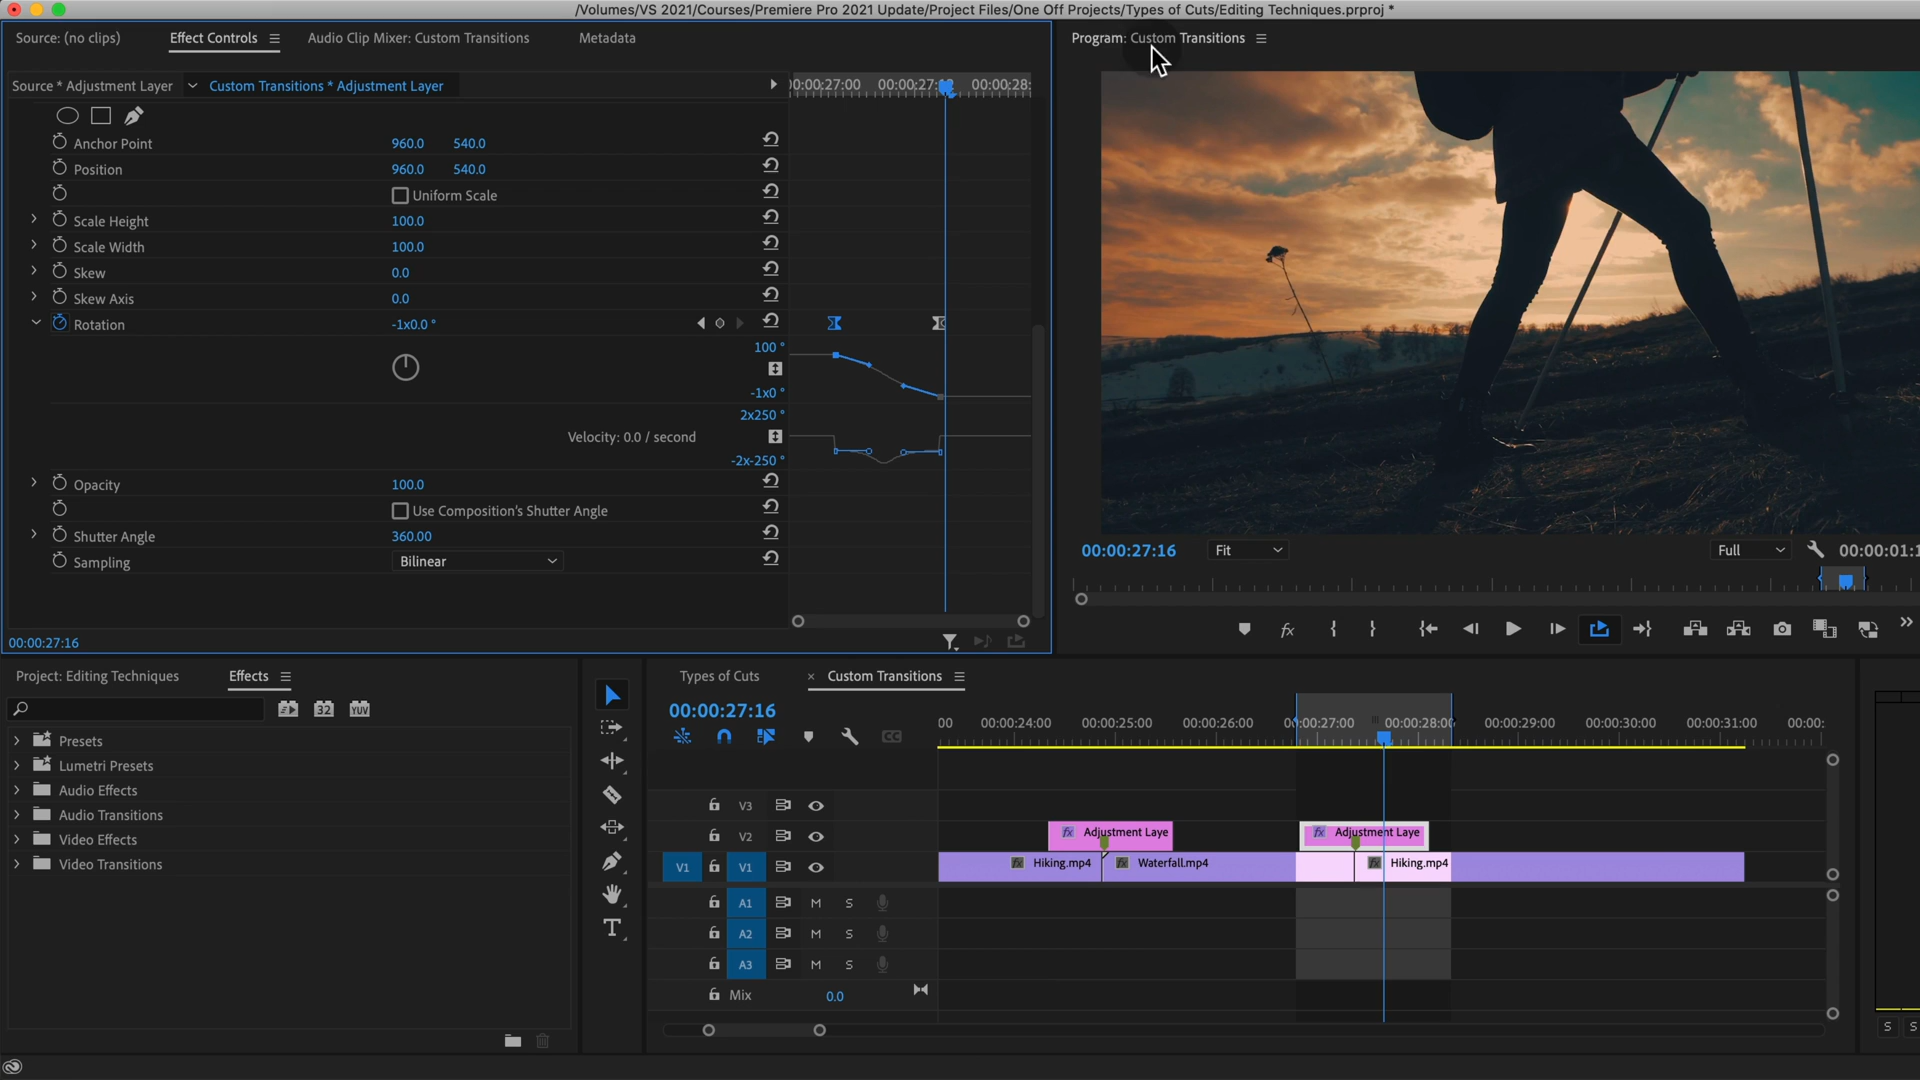 /Volumes/VS 2021/Courses/Premiere Pro 2021 Update/Project Files/One Off Projects/Types of Cuts/Editing Techniques.prproj *
Source: (no clips)
Effect Controls
Audio Clip Mixer: Custom Transitions
Metadata
Source * Adjustment Layer
Custom Transitions * Adjustment Layer
00:00:27:00
00:00:28:
Anchor Point 960.0 540.0
Position 960.0 540.0
Uniform Scale
Scale Height 100.0
Scale Width 100.0
Skew 0.0
Skew Axis 0.0
Rotation -1x0.0 °
100 °
-1x0 °
2x250 °
Velocity: 0.0 / second
-2x-250 °
Opacity 100.0
Use Composition's Shutter Angle
Shutter Angle 360.00
Sampling Bilinear
00:00:27:16
Program: Custom Transitions
00:00:27:16
Fit
Full
00:00:01:1
fx
Project: Editing Techniques
Effects
32
YUV
Presets
Lumetri Presets
Audio Effects
Audio Transitions
Video Effects
Video Transitions
T
Types of Cuts
× Custom Transitions
00:00:27:16
CC
00 00:00:24:00 00:00:25:00 00:00:26:00 00:00:27:00 00:00:28:00 00:00:29:00 00:00:30:00 00:00:31:00 00:00:
V3
V2
fx Adjustment Laye
fx Adjustment Laye
V1 V1
fx Hiking.mp4
fx Waterfall.mp4
fx Hiking.mp4
A1 M S
A2 M S
A3 M S
Mix 0.0
S S